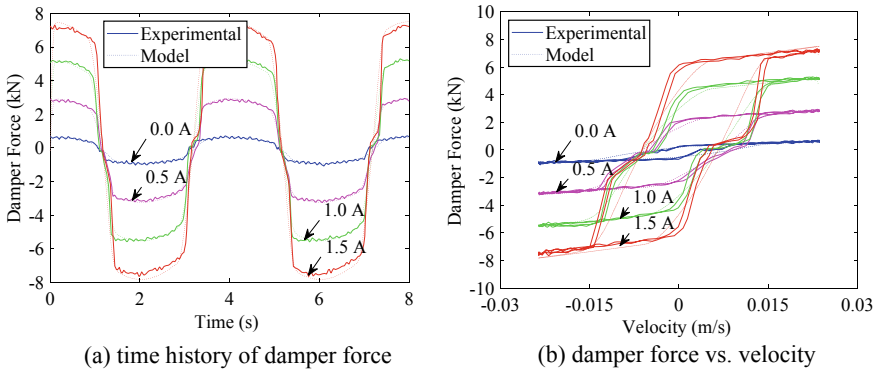 Experimental
Model
8
6
4
2
0
-2
-4
-6
-8
0.0 A
0.5 A
1.0 A
1.5 A
0
2
4
6
8
Damper Force (kN)
Time (s)
(a) time history of damper force
Experimental
Model
10
8
6
4
2
0
-2
-4
-6
-8
-10
0.0 A
0.5 A
1.0 A
1.5 A
-0.03
-0.015
0
0.015
0.03
Damper Force (kN)
Velocity (m/s)
(b) damper force vs. velocity